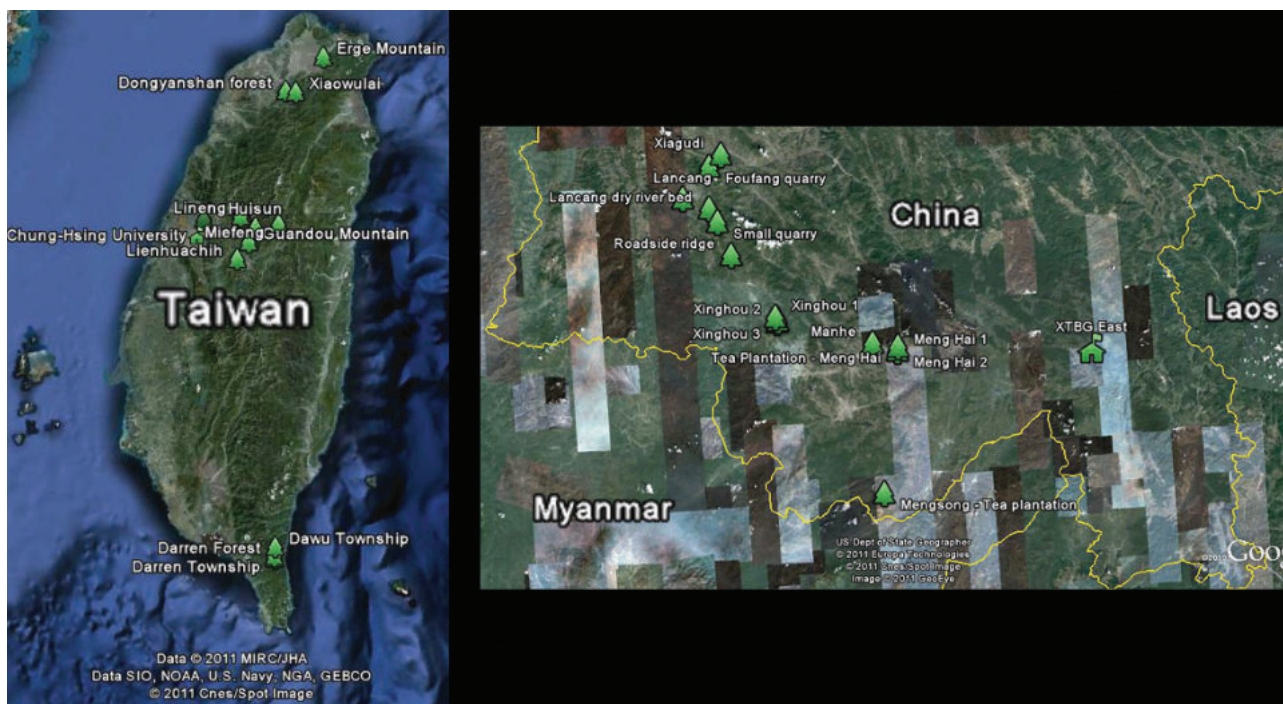 Erge Mountain
Dongyanshan forest
Xiaowulai
Lineng
Huisun
Chung-Hsing University
Miefeng
Guandou Mountain
Lienhuachih
Taiwan
Darren Forest
Dawu Township
Darren Township
Data © 2011 MIRC/JHA
Data SIO, NOAA, U.S. Navy, NGA, GEBCO
© 2011 Cnes/Spot Image
Xiagudi
Lancang - Foufang quarry
Lancang dry river bed
China
Roadside ridge
Small quarry
Laos
Xinghou 2
Xinghou 1
Xinghou 3
Manhe
XTBG East
Meng Hai 1
Tea Plantation - Meng Hai
Meng Hai 2
Myanmar
Mengsong - Tea plantation
US Dept of State Geographer
© 2011 Europa Technologies
© 2011 Cnes/Spot Image
Image © 2011 GeoEye
©2010 Goo